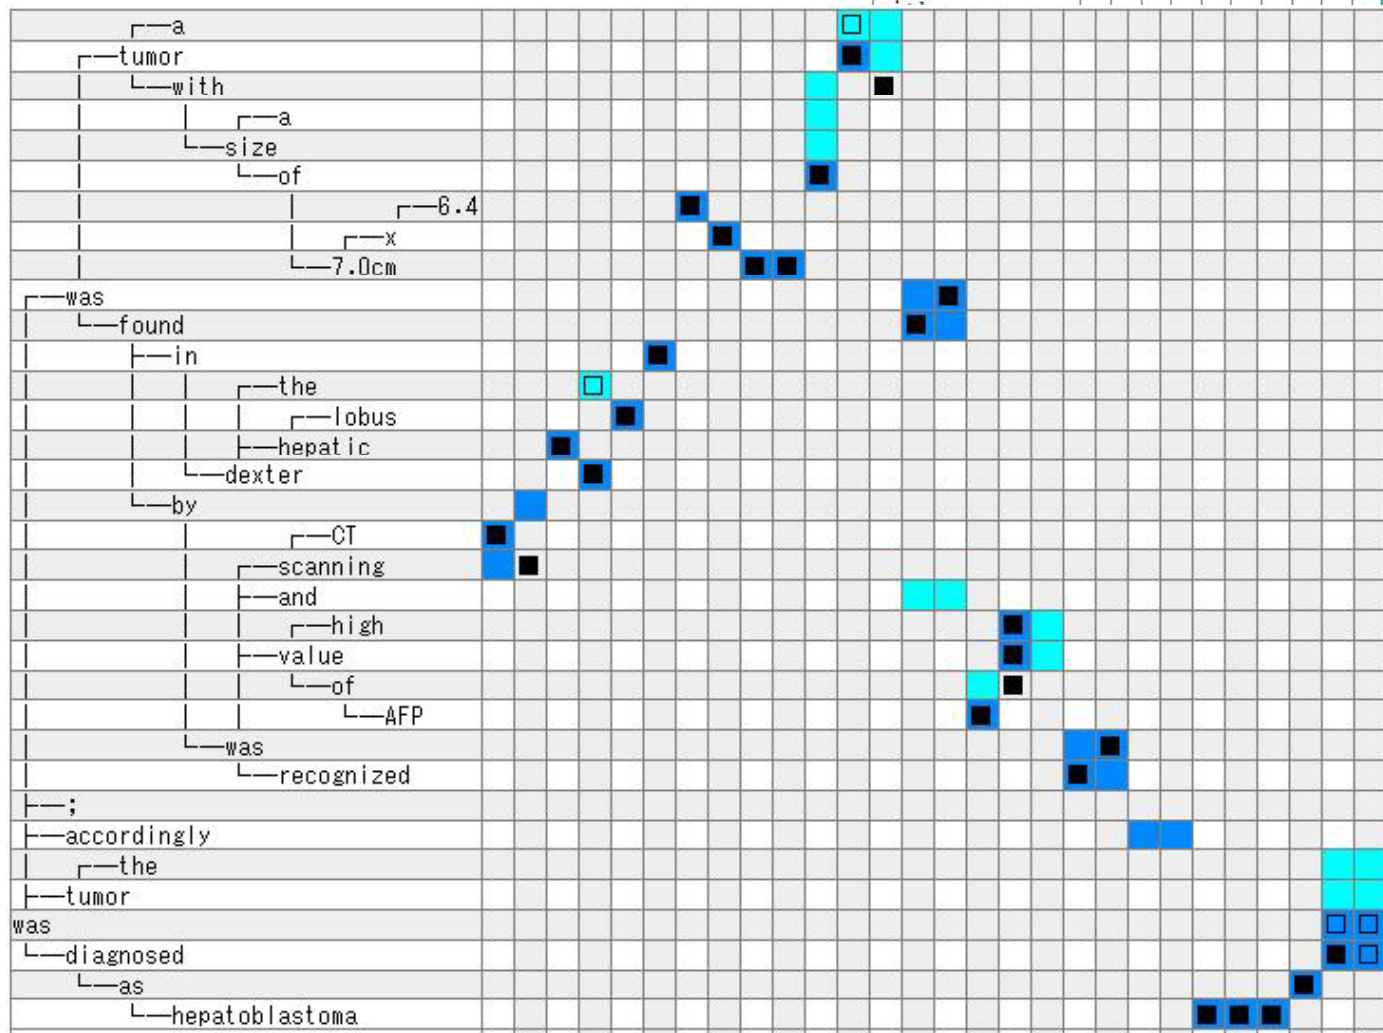 a
tumor
with
a
size
of
6.4
x
7.0cm
was
found
in
the
lobus
hepatic
dexter
by
CT
scanning
and
high
value
of
AFP
was
recognized
;
accordingly
the
tumor
was
diagnosed
as
hepatoblastoma